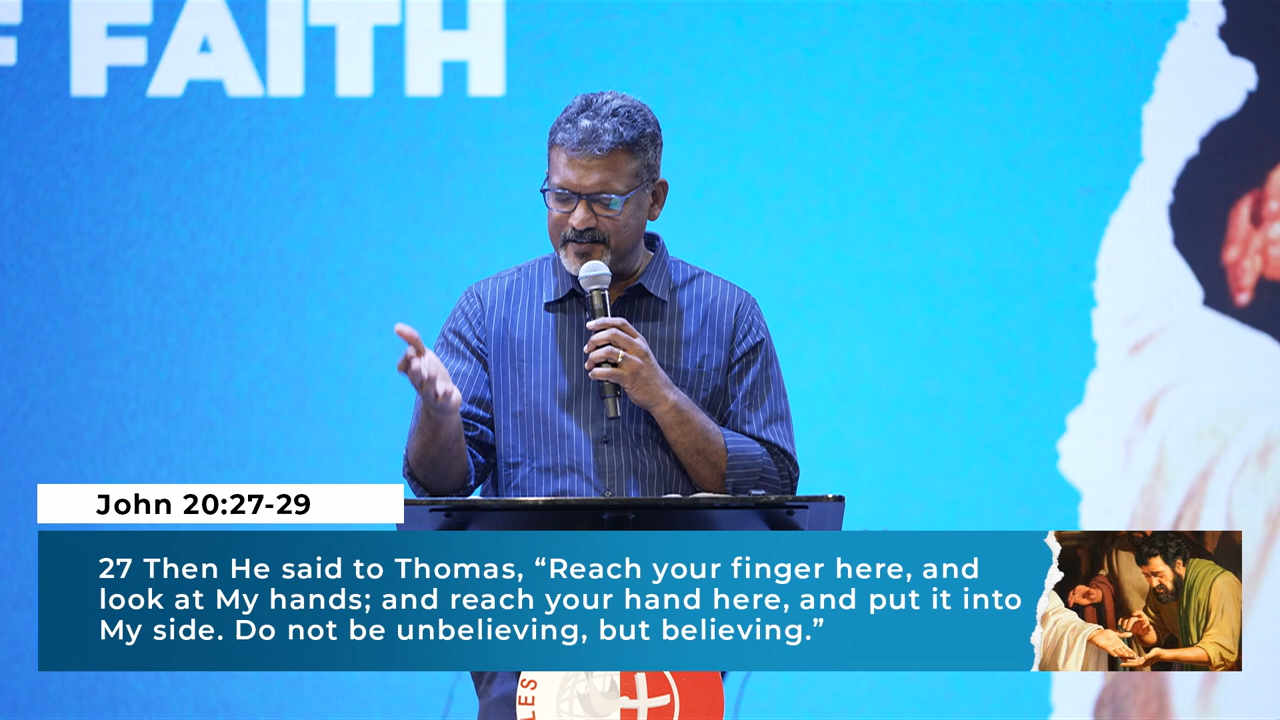 FAITH
John 20:27-29
27 Then He said to Thomas, “Reach your finger here, and
look at My hands; and reach your hand here, and put it into
My side. Do not be unbelieving, but believing.”
LES